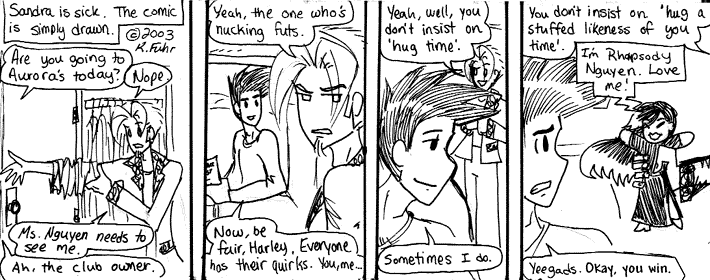 Sandra is sick. The comic
is simply drawn.
©2003
K. Fuhr
Are you going to
Aurora's today?
Nope.
Ms. Nguyen needs to
see me.
Ah, the club owner.
Yeah, the one who's
nucking futs.
Now, be
fair, Harley. Everyone
has their quirks. You, me...
Yeah, well, you
don't insist on
'hug time'.
Sometimes I do.
You don't insist on 'hug a
stuffed likeness of you
time'.
I'm Rhapsody
Nguyen. Love
me!
Yeegads. Okay, you win.